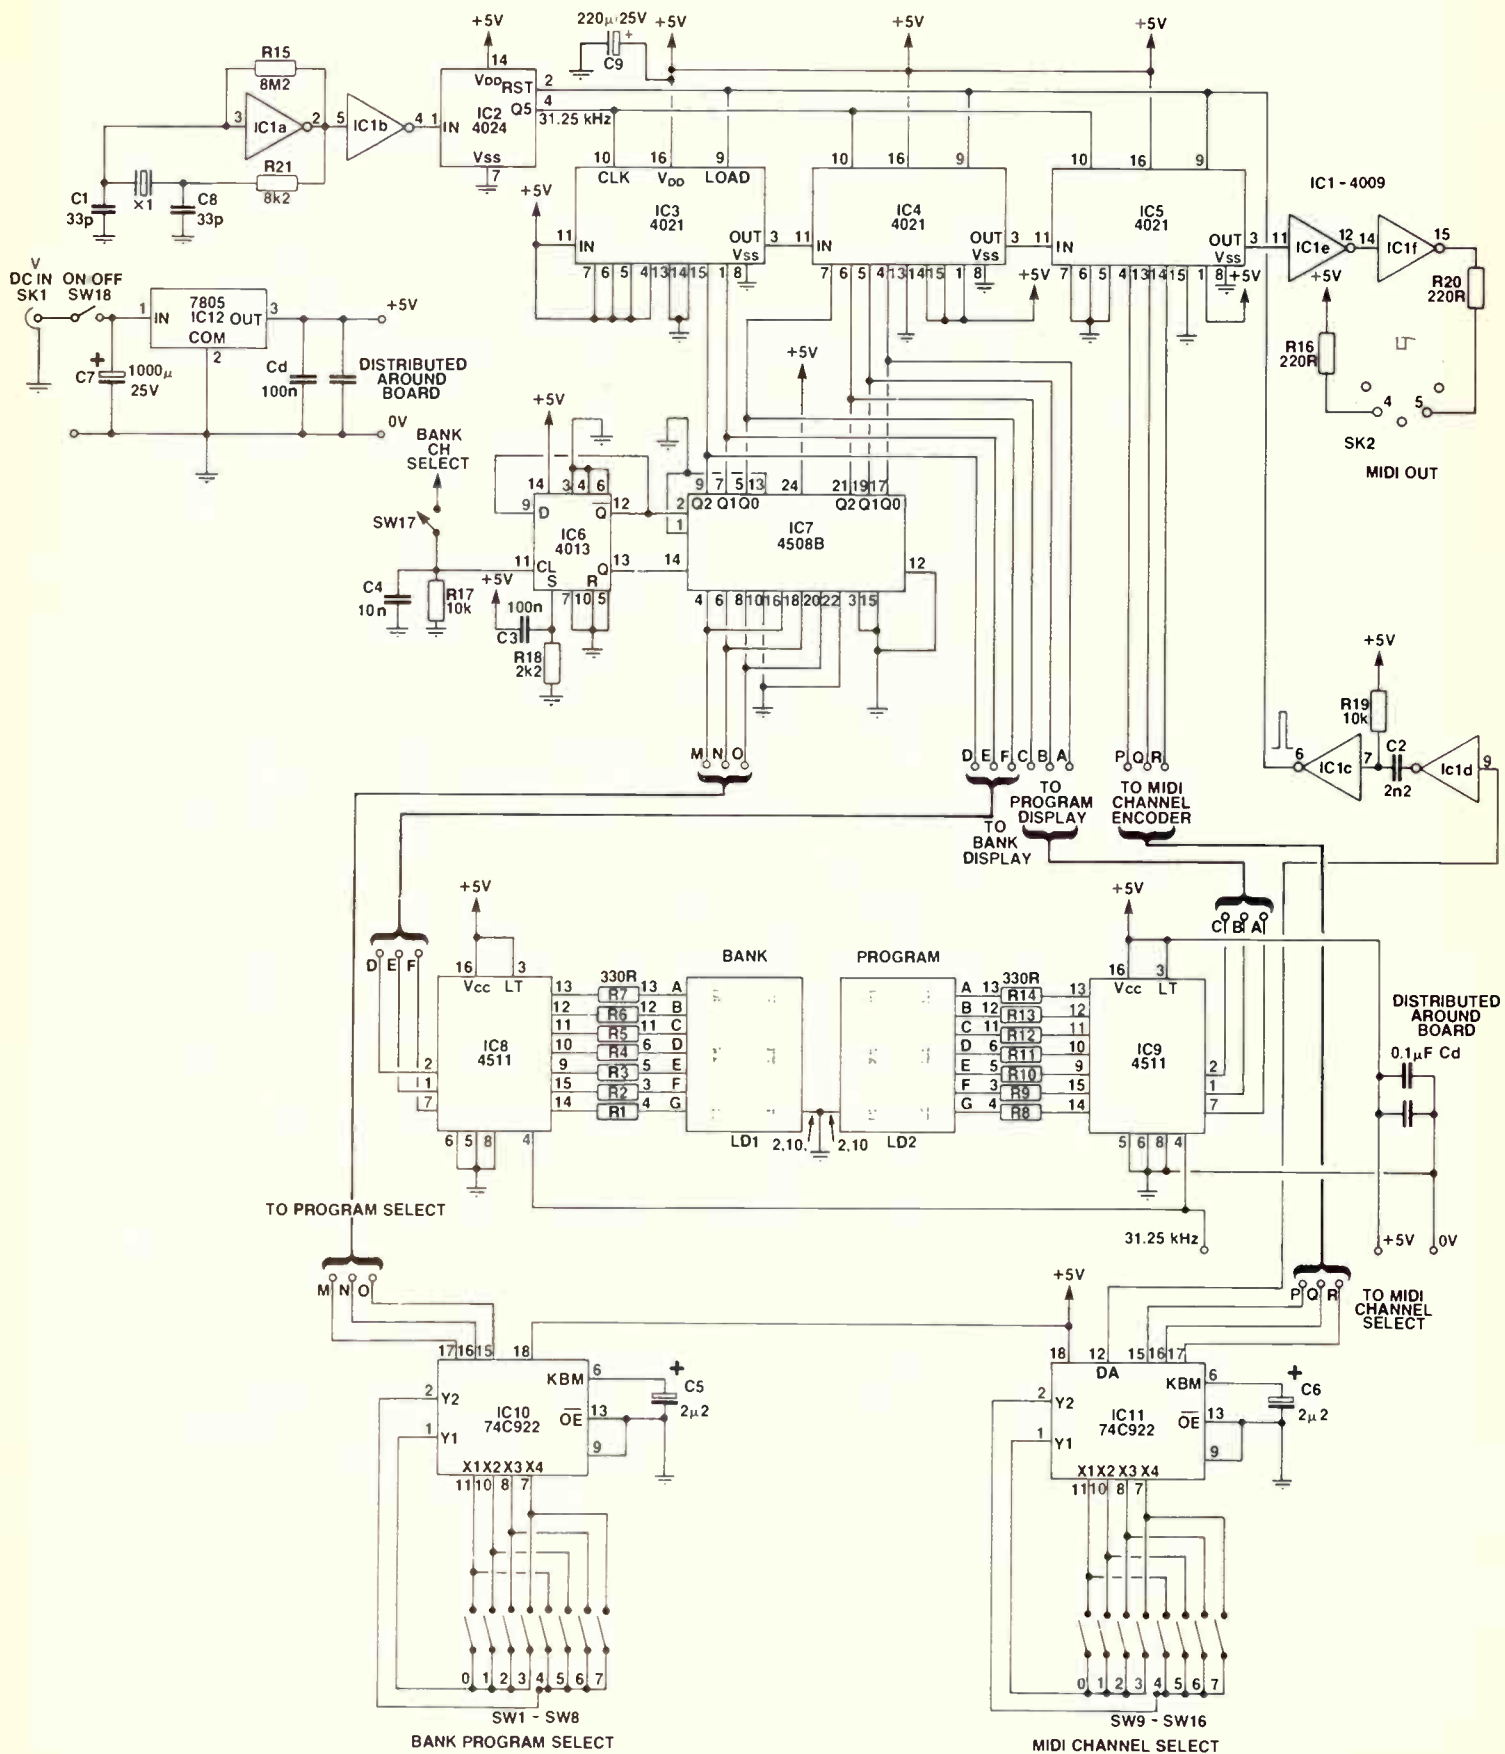 +5V
220µ/25V
+5V
+5V
+5V
R15
8M2
14
VDD
RST
2
C9
3
IC1a
2
5
IC1b
4
1
IN
IC2
4024
Q5
4
31.25 kHz
Vss
7
R21
8k2
C1
33p
×1
C8
33p
10
16
9
CLK
VDD
LOAD
+5V
IC3
4021
11
IN
OUT
Vss
3
7
6
5
4
13
14
15
1
8
10
16
9
IC4
4021
11
IN
OUT
Vss
3
7
6
5
4
13
14
15
1
8
+5V
10
16
9
IC5
4021
11
IN
OUT
Vss
3
7
6
5
4
13
14
15
1
8
+5V
IC1 - 4009
11
IC1e
12
14
IC1f
15
R20
220R
+5V
R16
220R
4
5
SK2
MIDI OUT
V
DC IN
SK1
ON OFF
SW18
1
IN
7805
IC12
OUT
3
COM
2
+5V
C7
+
1000µ
25V
Cd
100n
DISTRIBUTED
AROUND
BOARD
0V
BANK
CH
SELECT
SW17
C4
10n
R17
10k
+5V
14
3
4
6
9
D
Q
12
IC6
4013
11
CL
Q
13
S
R
7
10
5
+5V
100n
C3
R18
2k2
+5V
9
7
5
13
24
21
19
17
2
Q2
Q1
Q0
Q2
Q1
Q0
1
IC7
4508B
14
12
4
6
8
10
16
18
20
22
3
15
M
N
O
D
E
F
C
B
A
P
Q
R
TO
PROGRAM
DISPLAY
TO
BANK
DISPLAY
TO MIDI
CHANNEL
ENCODER
+5V
R19
10k
6
IC1c
7
C2
2n2
Ic1d
9
+5V
D
E
F
16
3
Vcc
LT
IC8
4511
2
1
7
6
5
8
4
13
12
11
10
9
15
14
330R
R7
R6
R5
R4
R3
R2
R1
13 A
12 B
11 C
6 D
5 E
3 F
4 G
BANK
LD1
2,10,
2,10
PROGRAM
LD2
A 13
B 12
C 11
D 6
E 5
F 3
G 4
330R
R14
R13
R12
R11
R10
R9
R8
13
12
11
10
9
15
14
+5V
16
3
Vcc
LT
IC9
4511
2
1
7
5
6
8
4
C
B
A
DISTRIBUTED
AROUND
BOARD
0.1µF Cd
31.25 kHz
+5V
0V
TO PROGRAM SELECT
M
N
O
17
16
15
18
2
Y2
KBM
6
+
C5
2µ2
IC10
74C922
OE
13
1
Y1
9
X1
X2
X3
X4
11
10
8
7
0
1
2
3
4
5
6
7
SW1 - SW8
BANK PROGRAM SELECT
+5V
P
Q
R
TO MIDI
CHANNEL
SELECT
18
12
15
16
17
DA
2
Y2
KBM
6
+
C6
2µ2
IC11
74C922
OE
13
1
Y1
9
X1
X2
X3
X4
11
10
8
7
0
1
2
3
4
5
6
7
SW9 - SW16
MIDI CHANNEL SELECT